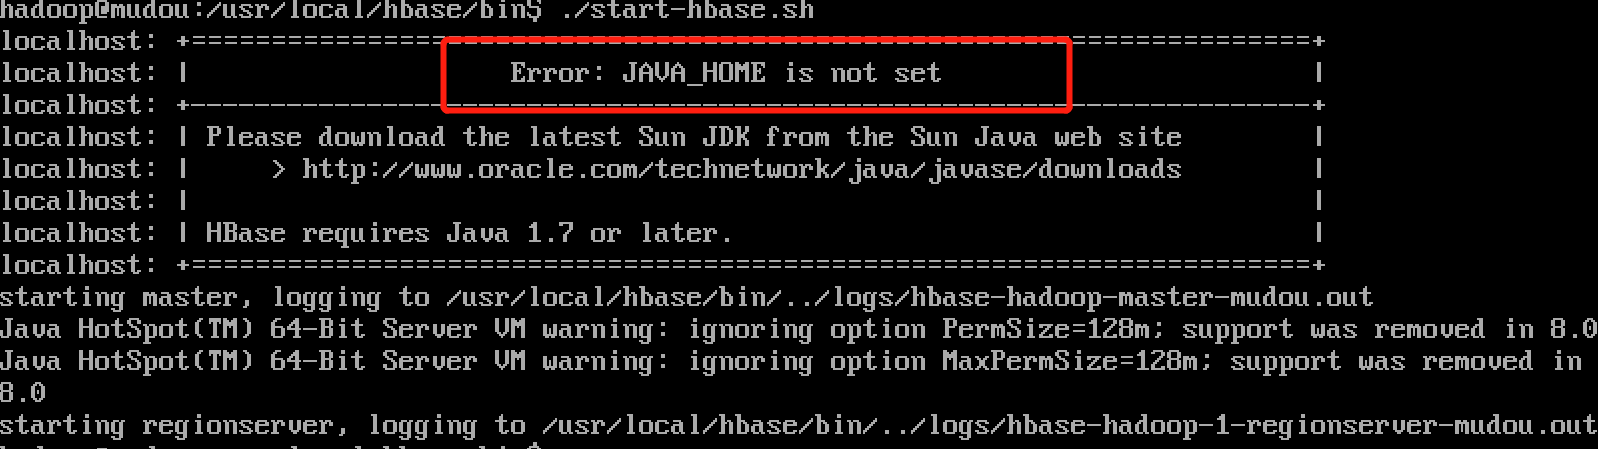 hadoop@mudou:/usr/local/hbase/bin$ ./start-hbase.sh
localhost: +======================================================================+
localhost: |                    Error: JAVA_HOME is not set                       |
localhost: +----------------------------------------------------------------------+
localhost: | Please download the latest Sun JDK from the Sun Java web site        |
localhost: |     > http://www.oracle.com/technetwork/java/javase/downloads        |
localhost: |                                                                      |
localhost: | HBase requires Java 1.7 or later.                                    |
localhost: +======================================================================+
starting master, logging to /usr/local/hbase/bin/../logs/hbase-hadoop-master-mudou.out
Java HotSpot(TM) 64-Bit Server VM warning: ignoring option PermSize=128m; support was removed in 8.0
Java HotSpot(TM) 64-Bit Server VM warning: ignoring option MaxPermSize=128m; support was removed in
8.0
starting regionserver, logging to /usr/local/hbase/bin/../logs/hbase-hadoop-1-regionserver-mudou.out